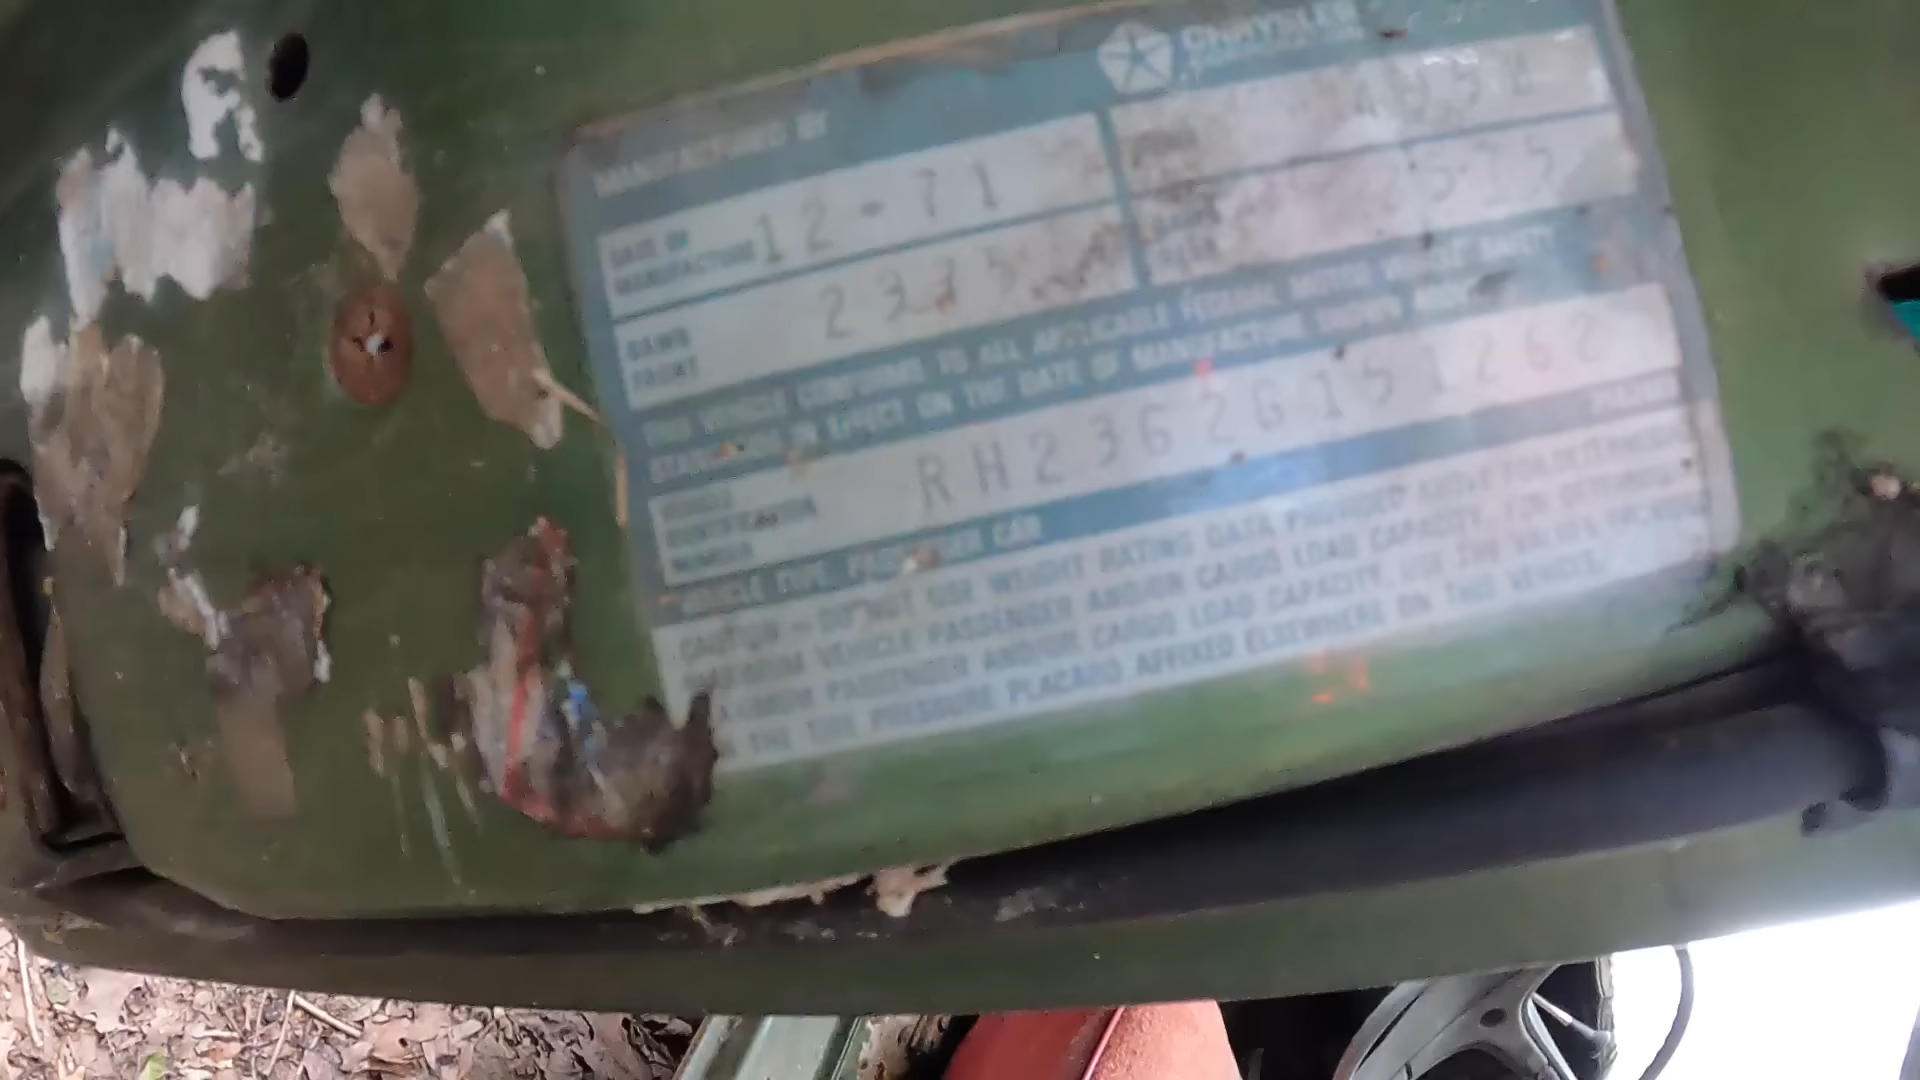 CHRYSLER
MANUFACTURED BY
DATE OF
MANUFACTURE 12-71
GAWR
FRONT 2335
THIS VEHICLE CONFORMS TO ALL APPLICABLE FEDERAL MOTOR VEHICLE SAFETY
STANDARDS IN EFFECT ON THE DATE OF MANUFACTURE SHOWN ABOVE
VEHICLE
IDENTIFICATION
NUMBER RH23G2G151262
VEHICLE TYPE: PASSENGER CAR
CAUTION - DO NOT USE WEIGHT RATING DATA PROVIDED ABOVE FOR DETERMINING
MAXIMUM VEHICLE PASSENGER AND/OR CARGO LOAD CAPACITY. FOR DETERMINING
MAXIMUM PASSENGER AND/OR CARGO LOAD CAPACITY, USE THE VALUES
ON THE TIRE PRESSURE PLACARD AFFIXED ELSEWHERE ON THIS VEHICLE